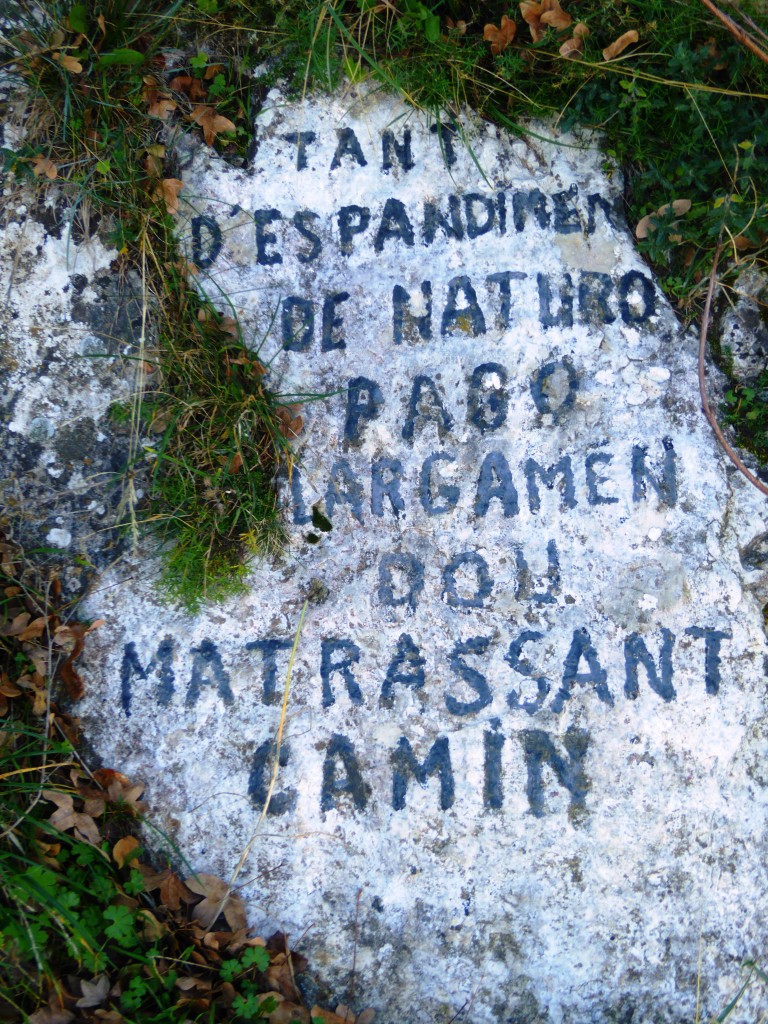 TANT
D'ESPANDIMEN
DE NATURO
PAGO
LARGAMEN
DOU
MATRASSANT
CAMIN